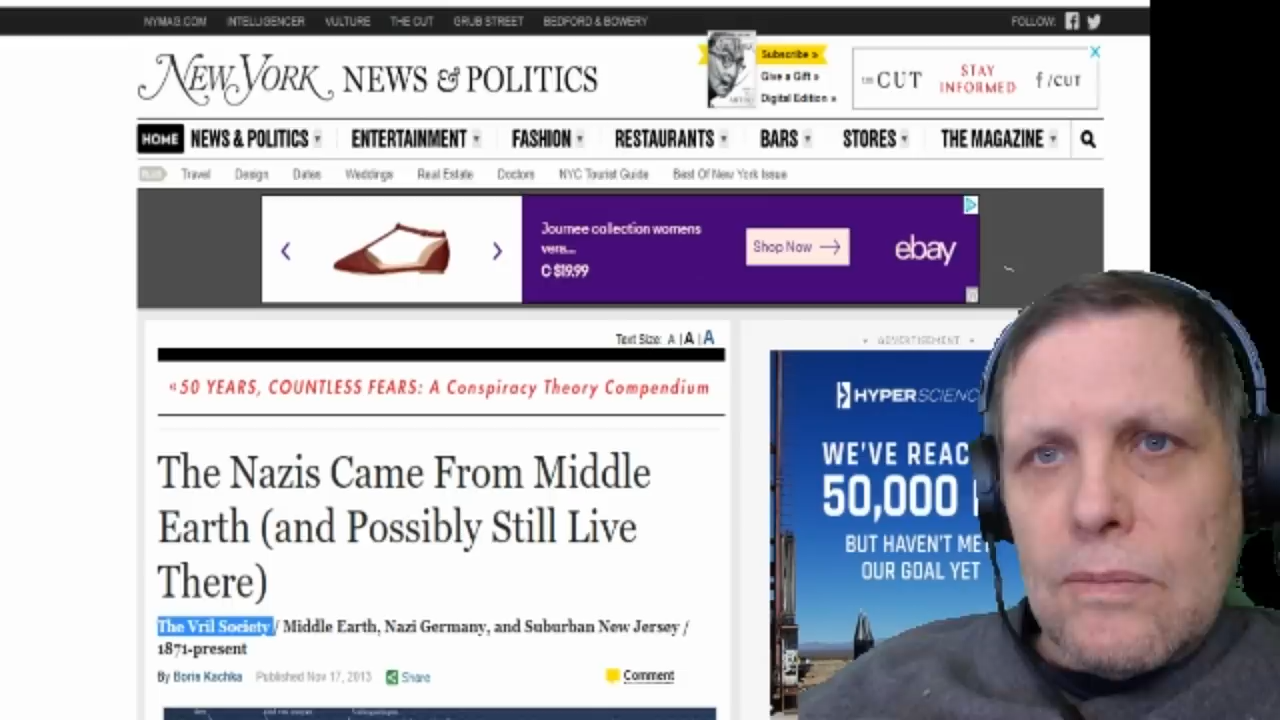 NYMAG.COM INTELLIGENCER VULTURE THE CUT GRUB STREET BEDFORD & BOWERY FOLLOW:
NEW YORK NEWS & POLITICS
Subscribe »
Give a Gift »
Digital Edition »
THE CUT STAY INFORMED f/CUT
HOME NEWS & POLITICS ENTERTAINMENT FASHION RESTAURANTS BARS STORES THE MAGAZINE
Travel Design Dates Weddings Real Estate Doctors NYC Tourist Guide Best Of New York Issue
Journee collection womens
vers...
C $19.99
Shop Now →
ebay
Text Size: A | A | A
ADVERTISEMENT
«50 YEARS, COUNTLESS FEARS: A Conspiracy Theory Compendium
The Nazis Came From Middle
Earth (and Possibly Still Live
There)
The Vril Society / Middle Earth, Nazi Germany, and Suburban New Jersey /
1871-present
By Boris Kachka Published Nov 17, 2013 Share Comment
HYPERSCIENC
WE'VE REAC
50,000
BUT HAVEN'T MET
OUR GOAL YET